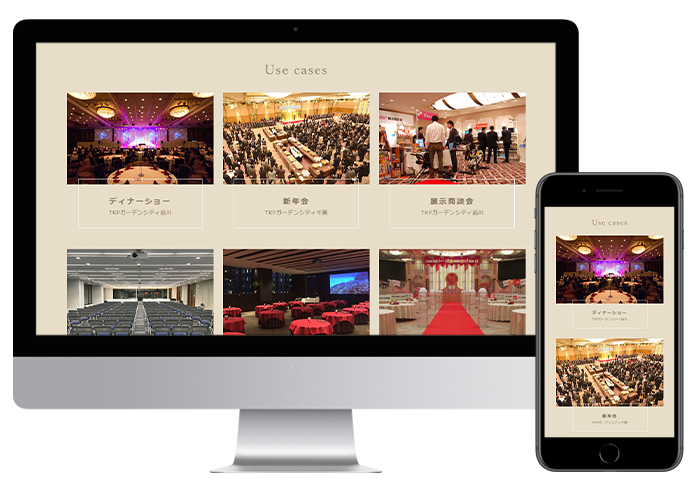 Use cases
ディナーショー
TKPガーデンシティ品川
新年会
TKPガーデンシティ千葉
展示商談会
TKPガーデンシティ品川
Use cases
ディナーショー
TKPガーデンシティ品川
新年会
TKPガーデンシティ千葉